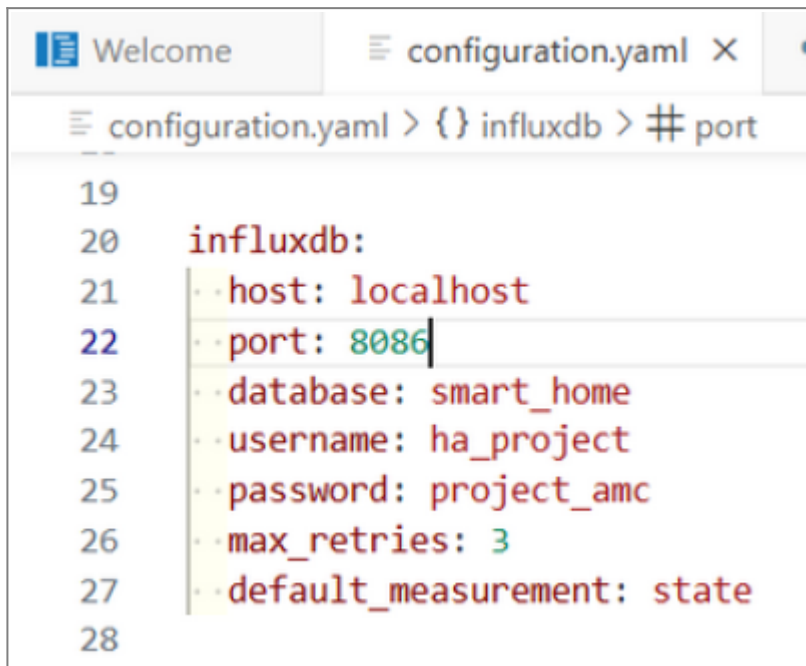 Welcome configuration.yaml ×
configuration.yaml > {} influxdb > # port
19
20 influxdb:
21   host: localhost
22   port: 8086
23   database: smart_home
24   username: ha_project
25   password: project_amc
26   max_retries: 3
27   default_measurement: state
28